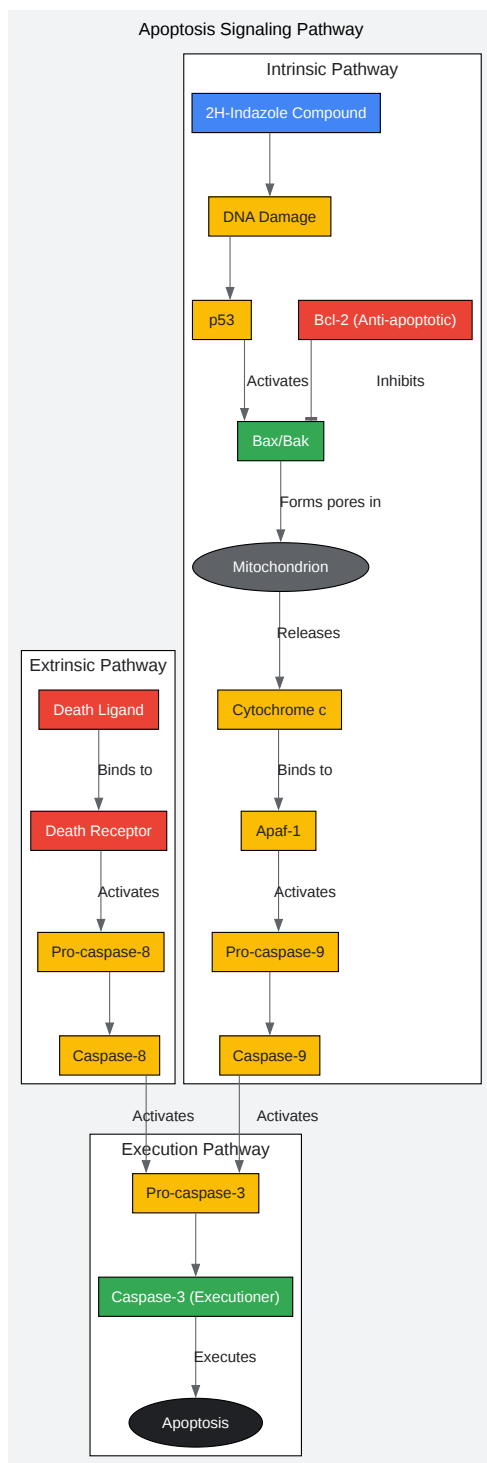 Apoptosis Signaling Pathway
Intrinsic Pathway
2H-Indazole Compound
DNA Damage
p53
Bcl-2 (Anti-apoptotic)
Activates
Inhibits
Bax/Bak
Forms pores in
Mitochondrion
Releases
Cytochrome c
Binds to
Apaf-1
Activates
Pro-caspase-9
Caspase-9
Activates
Extrinsic Pathway
Death Ligand
Binds to
Death Receptor
Activates
Pro-caspase-8
Caspase-8
Activates
Execution Pathway
Pro-caspase-3
Caspase-3 (Executioner)
Executes
Apoptosis